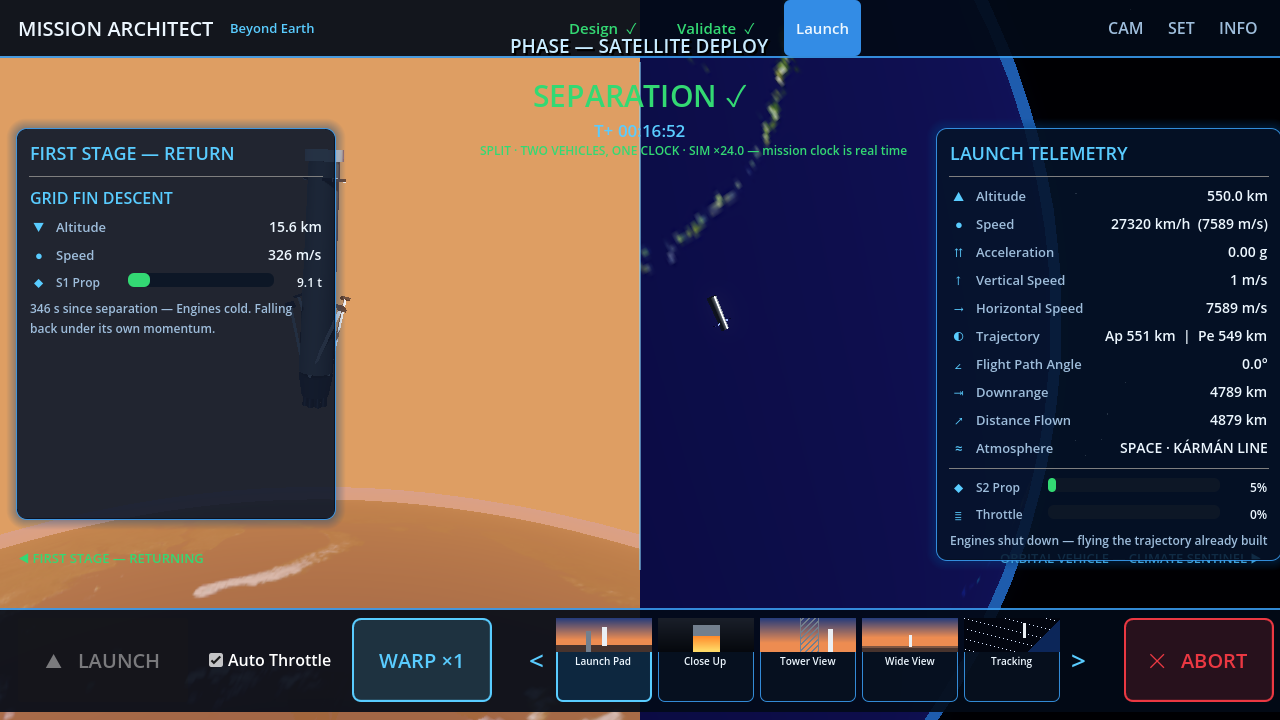 MISSION ARCHITECT
Beyond Earth
Design ✓
Validate ✓
Launch
CAM
SET
INFO
PHASE — SATELLITE DEPLOY
SEPARATION ✓
T+ 00:16:52
SPLIT · TWO VEHICLES, ONE CLOCK · SIM ×24.0 — mission clock is real time
FIRST STAGE — RETURN
GRID FIN DESCENT
▼ Altitude 15.6 km
● Speed 326 m/s
◆ S1 Prop 9.1 t
346 s since separation — Engines cold. Falling
back under its own momentum.
◀ FIRST STAGE — RETURNING
LAUNCH TELEMETRY
▲ Altitude 550.0 km
● Speed 27320 km/h (7589 m/s)
⇈ Acceleration 0.00 g
↑ Vertical Speed 1 m/s
→ Horizontal Speed 7589 m/s
◐ Trajectory Ap 551 km | Pe 549 km
∠ Flight Path Angle 0.0°
⇥ Downrange 4789 km
↗ Distance Flown 4879 km
≈ Atmosphere SPACE · KÁRMÁN LINE
◆ S2 Prop 5%
≣ Throttle 0%
Engines shut down — flying the trajectory already built
ORBITAL VEHICLE — CLIMATE SENTINEL ▶
▲ LAUNCH
Auto Throttle
WARP ×1
<
Launch Pad
Close Up
Tower View
Wide View
Tracking
>
ABORT